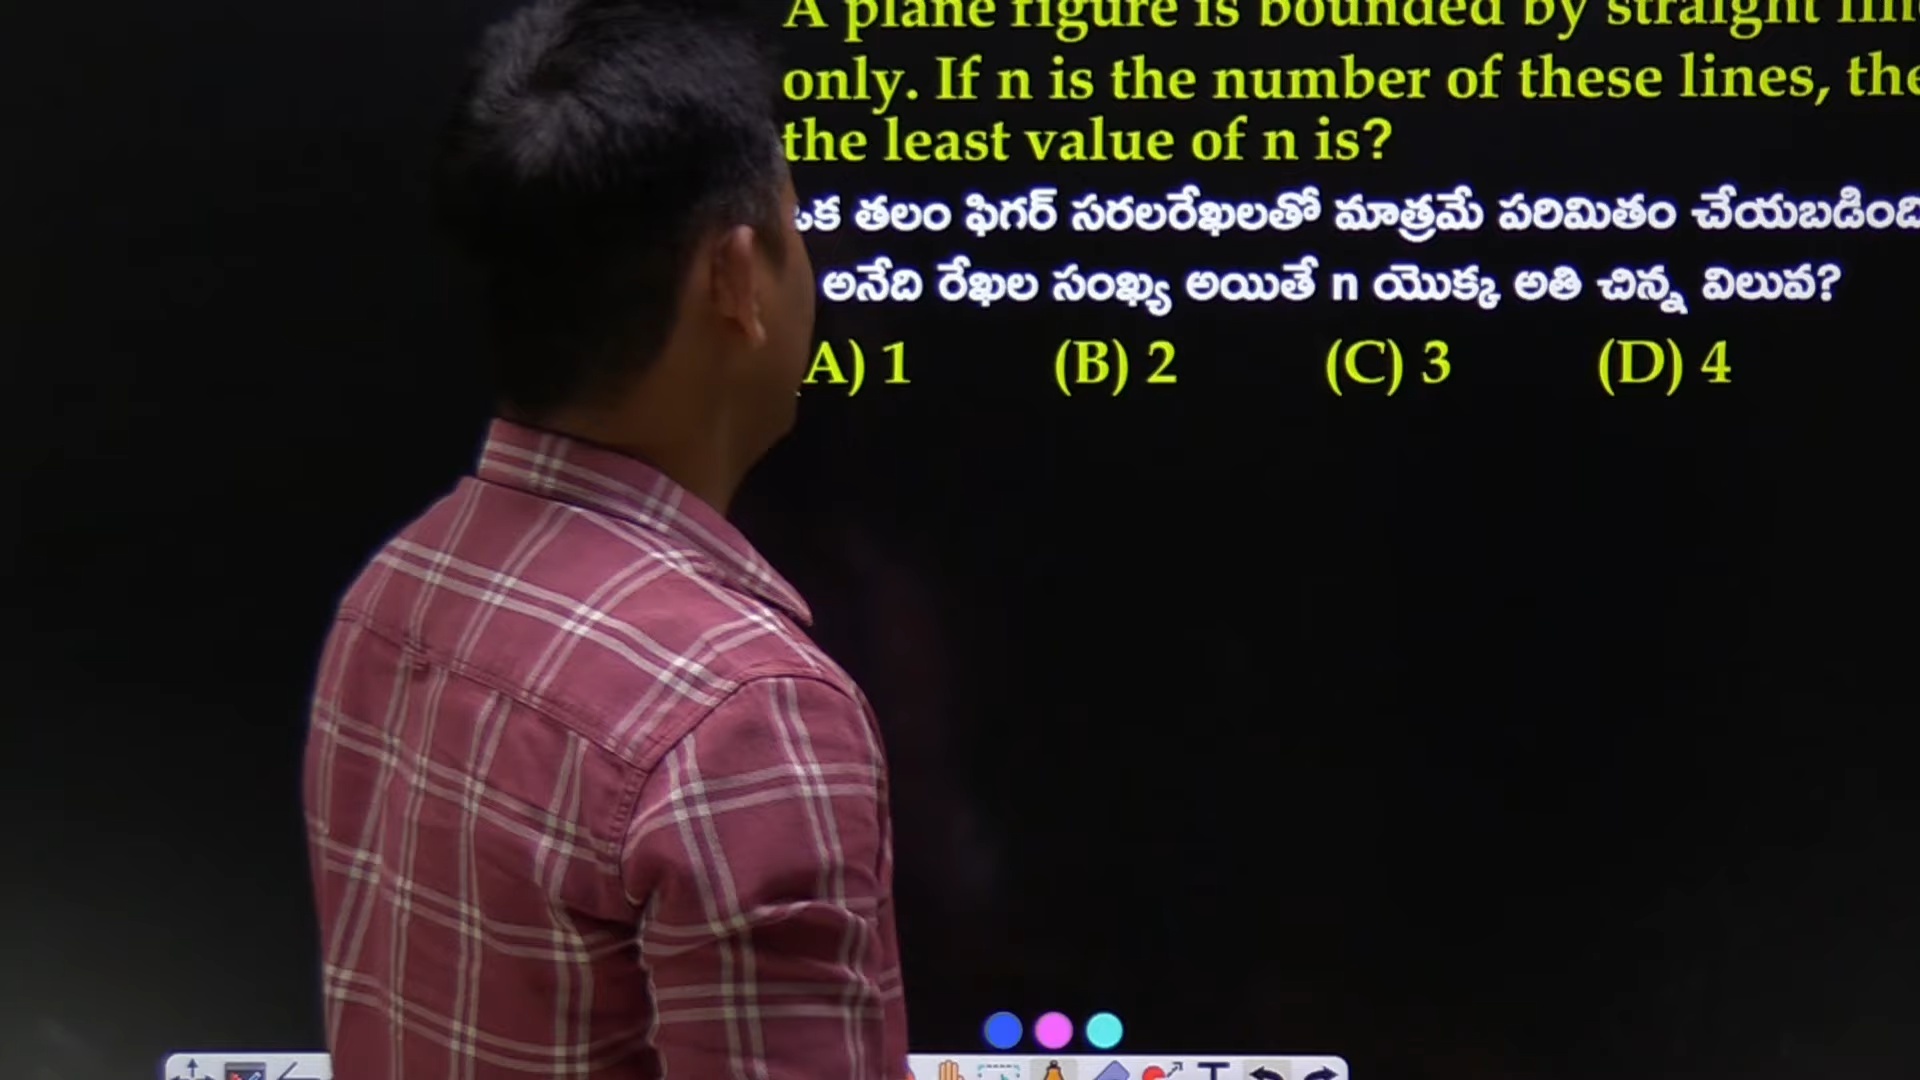 A plane figure is bounded by straight
only. If n is the number of these lines,
the least value of n is?
తలం ఫిగర్ సరలరేఖలతో మాత్రమే పరిమితం చేయబడింది
అనేది రేఖల సంఖ్య అయితే n యొక్క అతి చిన్న విలువ?
A) 1 (B) 2 (C) 3 (D) 4